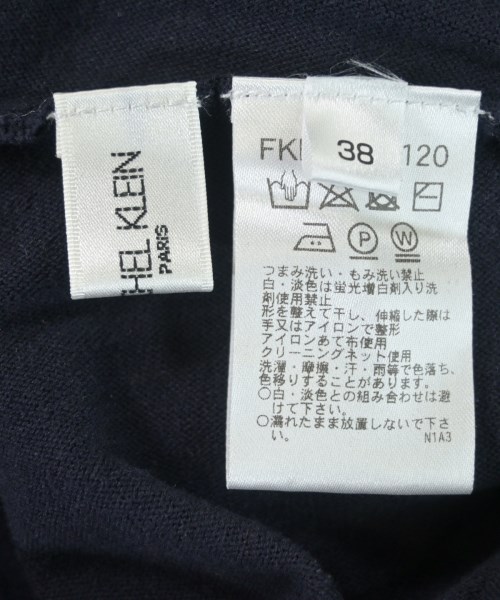 HEL KLEIN
PARIS
38
FK
120
P
W
つまみ洗い・もみ洗い禁止
白・淡色は蛍光増白剤入り洗
剤使用禁止
形を整えて干し、伸縮した際は
手又はアイロンで整形
アイロンあて布使用
クリーニングネット使用
洗濯・摩擦・汗・雨等で色落ち、
色移りすることがあります。
○白・淡色との組み合わせは避
けて下さい。
○濡れたまま放置しないで下さ
い。
N1A3